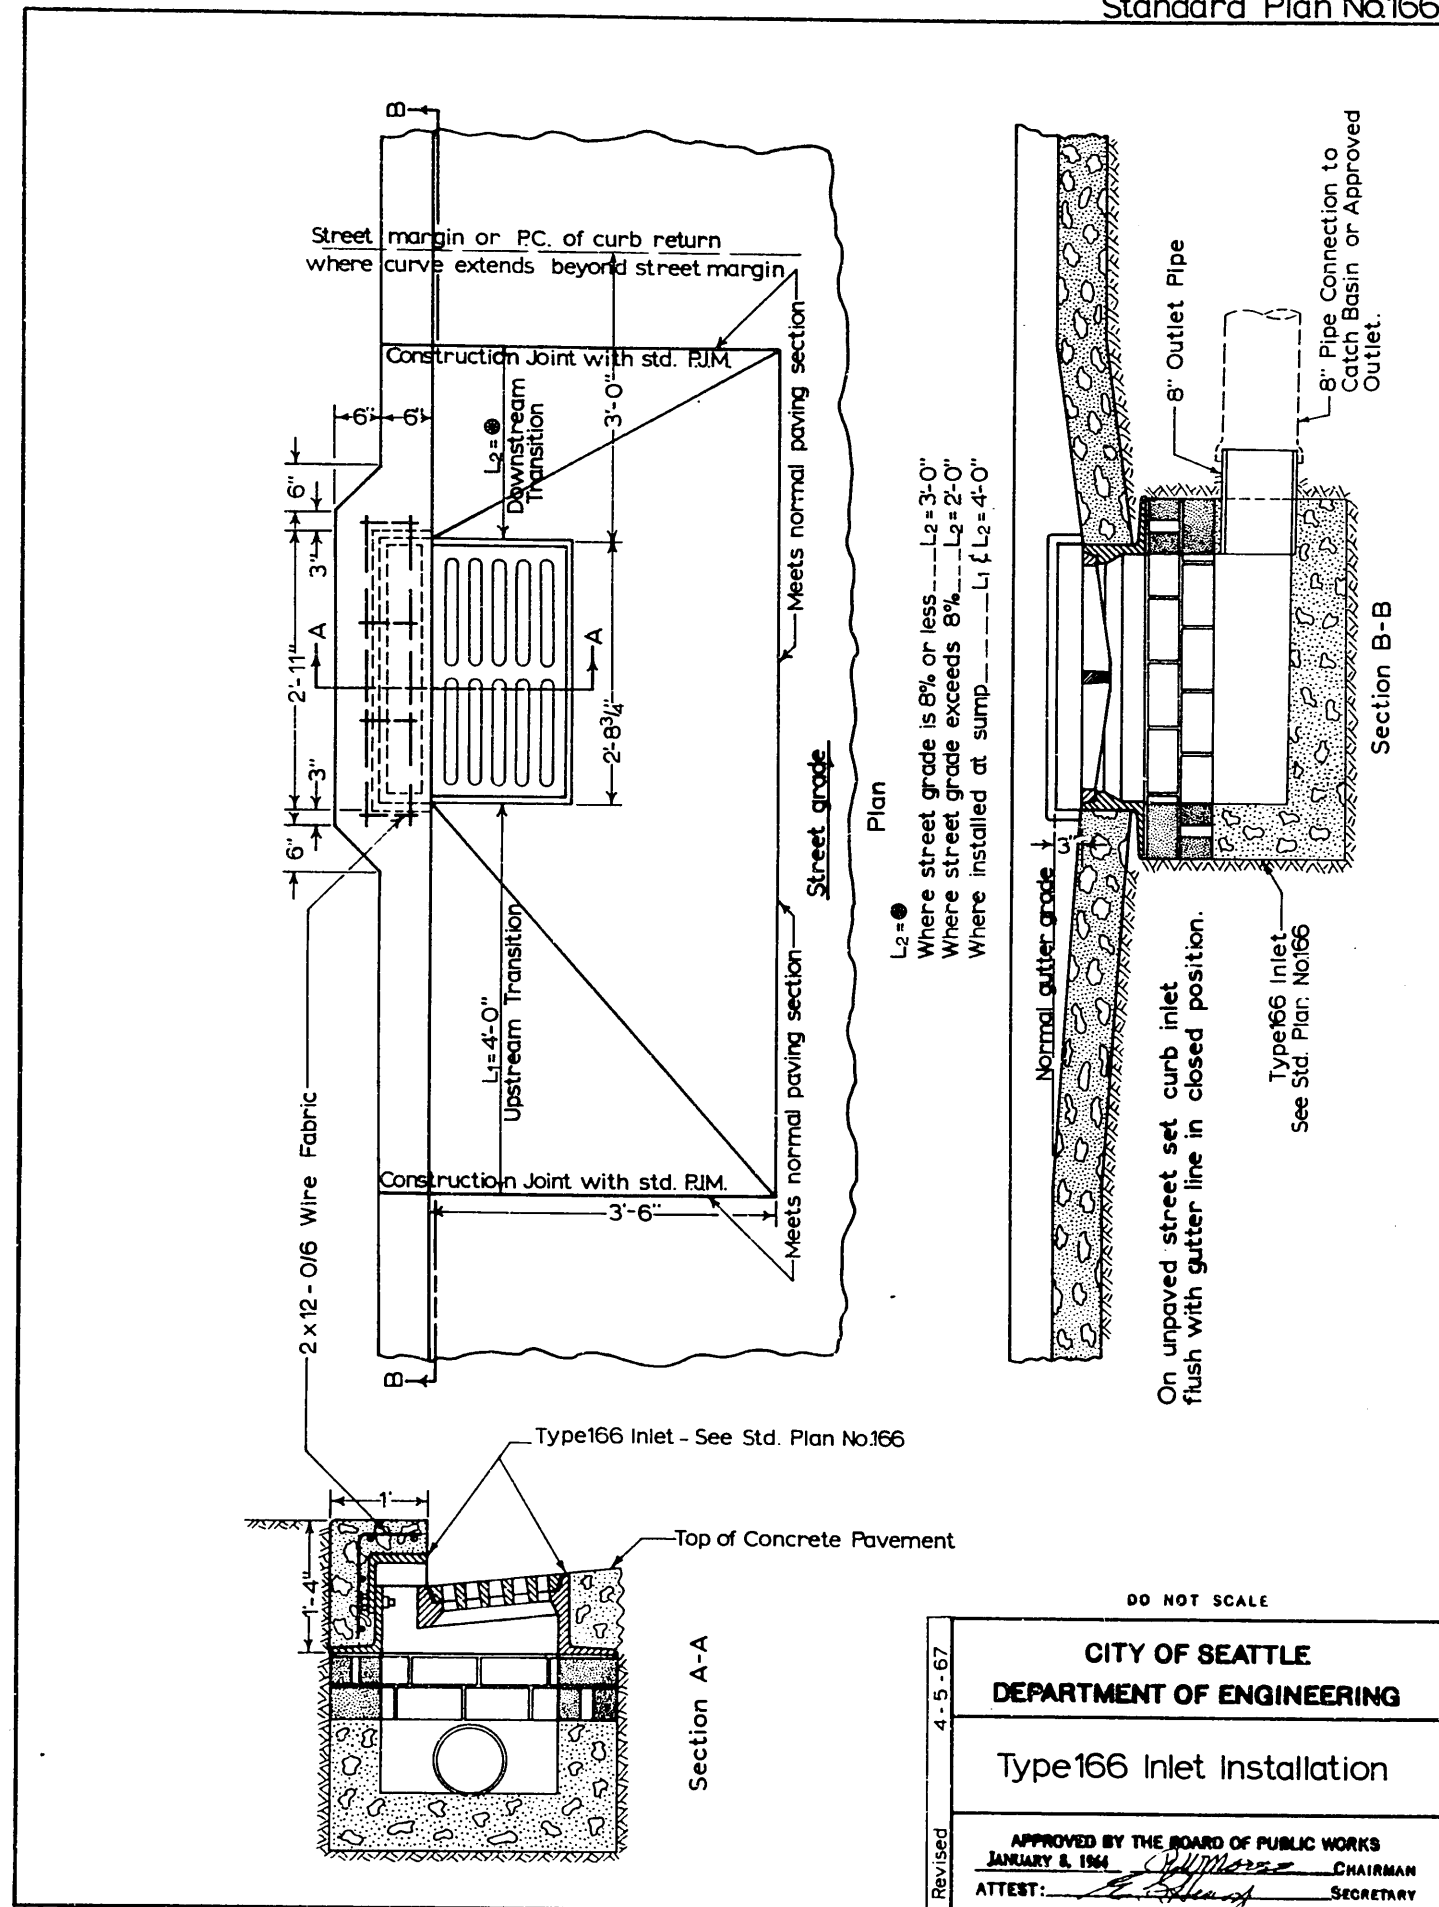 Standard Plan No.166
B
Street margin or P.C. of curb return
where curve extends beyond street margin
Construction Joint with std. P.J.M.
6"
6"
L2=⊛
Downstream
Transition
3'-0"
6"
3"
2'-11"
3"
6"
A
A
2'-8¾"
Meets normal paving section
Street grade
Plan
L1=4'-0"
Upstream Transition
Construction Joint with std. P.J.M.
3'-6"
Meets normal paving section
B
2 x 12 - 0/6 Wire Fabric
L2=⊛
Where street grade is 8% or less____L2=3'-0"
Where street grade exceeds 8%___L2=2'-0"
Where installed at sump_____L1 & L2=4'-0"
8" Outlet Pipe
8" Pipe Connection to
Catch Basin or Approved
Outlet.
3"
Normal gutter grade
Section B-B
Type166 Inlet
See Std. Plan No.166
On unpaved street set curb inlet
flush with gutter line in closed position.
Type166 Inlet - See Std. Plan No.166
1'
1'-4"
Top of Concrete Pavement
Section A-A
DO NOT SCALE
Revised 4-5-67
CITY OF SEATTLE
DEPARTMENT OF ENGINEERING
Type166 Inlet Installation
APPROVED BY THE BOARD OF PUBLIC WORKS
JANUARY 8, 1964 CHAIRMAN
ATTEST: SECRETARY